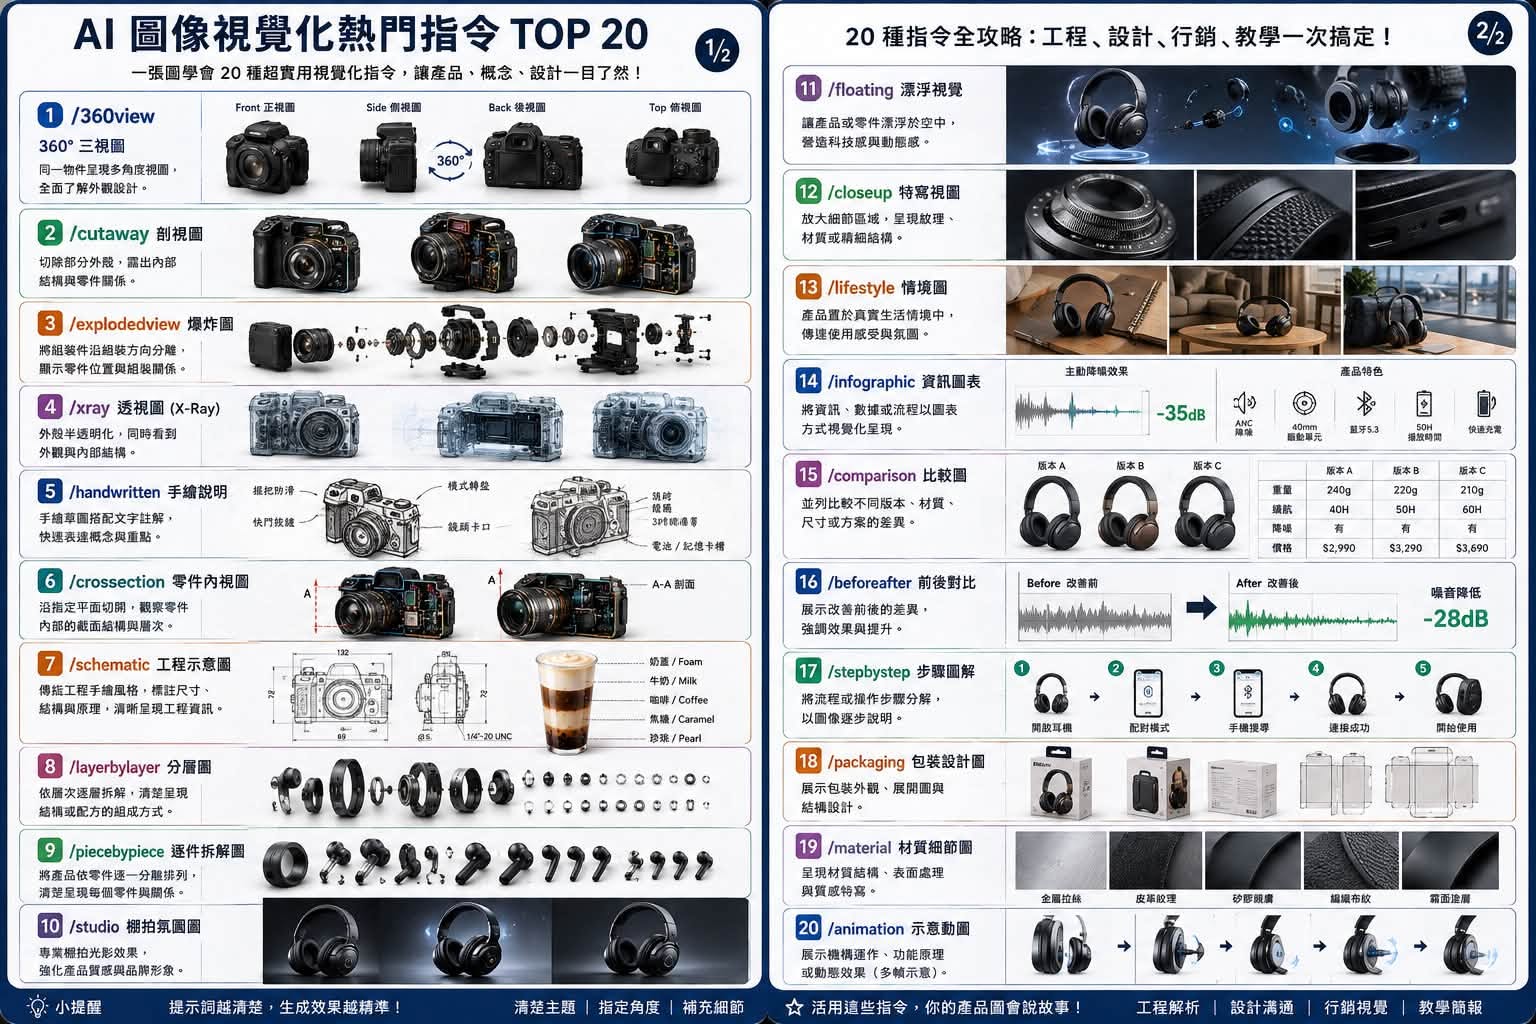 AI 圖像視覺化熱門指令 TOP 20
1/2
一張圖學會 20 種超實用視覺化指令，讓產品、概念、設計一目了然！
1 /360view
360° 三視圖
同一物件呈現多角度視圖，
全面了解外觀設計。
Front 正視圖
Side 側視圖
Back 後視圖
Top 俯視圖
360°
2 /cutaway 剖視圖
切除部分外殼，露出內部
結構與零件關係。
3 /explodedview 爆炸圖
將組裝件沿組裝方向分離，
顯示零件位置與組裝關係。
4 /xray 透視圖 (X-Ray)
外殼半透明化，同時看到
外觀與內部結構。
5 /handwritten 手繪說明
手繪草圖搭配文字註解，
快速表達概念與重點。
握把防滑
快門按鍵
模式轉盤
鏡頭卡口
電池 / 記憶卡槽
6 /crossection 零件內視圖
沿指定平面切開，觀察零件
內部的截面結構與層次。
A
A
A-A 剖面
7 /schematic 工程示意圖
傳統工程手繪風格，標註尺寸、
結構與原理，清晰呈現工程資訊。
132
72
89
72
1/4"-20 UNC
奶蓋 / Foam
牛奶 / Milk
咖啡 / Coffee
焦糖 / Caramel
珍珠 / Pearl
8 /layerbylayer 分層圖
依層次逐層拆解，清楚呈現
結構或配方的組成方式。
9 /piecebypiece 逐件拆解圖
將產品依零件逐一分離排列，
清楚呈現每個零件與關係。
10 /studio 棚拍氛圍圖
專業棚拍光影效果，
強化產品質感與品牌形象。
小提醒
提示詞越清楚，生成效果越精準！
清楚主題 | 指定角度 | 補充細節
20 種指令全攻略：工程、設計、行銷、教學一次搞定！
2/2
11 /floating 漂浮視覺
讓產品或零件漂浮於空中，
營造科技感與動態感。
12 /closeup 特寫視圖
放大細節區域，呈現紋理、
材質或精細結構。
13 /lifestyle 情境圖
產品置於真實生活情境中，
傳達使用感受與氛圍。
14 /infographic 資訊圖表
將資訊、數據或流程以圖表
方式視覺化呈現。
主動降噪效果
-35dB
產品特色
ANC
降噪
40mm
驅動單元
藍牙5.3
50H
播放時間
快速充電
15 /comparison 比較圖
並列比較不同版本、材質、
尺寸或方案的差異。
版本 A
版本 B
版本 C
版本 A 版本 B 版本 C
重量 240g 220g 210g
續航 40H 50H 60H
降噪 有 有 有
價格 $2,990 $3,290 $3,690
16 /beforeafter 前後對比
展示改善前後的差異，
強調效果與提升。
Before 改善前
After 改善後
噪音降低
-28dB
17 /stepbystep 步驟圖解
將流程或操作步驟分解，
以圖像逐步說明。
1
2
3
4
5
開啟耳機
配對模式
手機搜尋
連接成功
開始使用
18 /packaging 包裝設計圖
展示包裝外觀、展開圖與
結構設計。
19 /material 材質細節圖
呈現材質結構、表面處理
與質感特寫。
金屬拉絲
皮革紋理
矽膠親膚
編織布紋
霧面塗層
20 /animation 示意動圖
展示機構運作、功能原理
或動態效果（多幀示意）。
活用這些指令，你的產品圖會說故事！
工程解析 | 設計溝通 | 行銷視覺 | 教學簡報